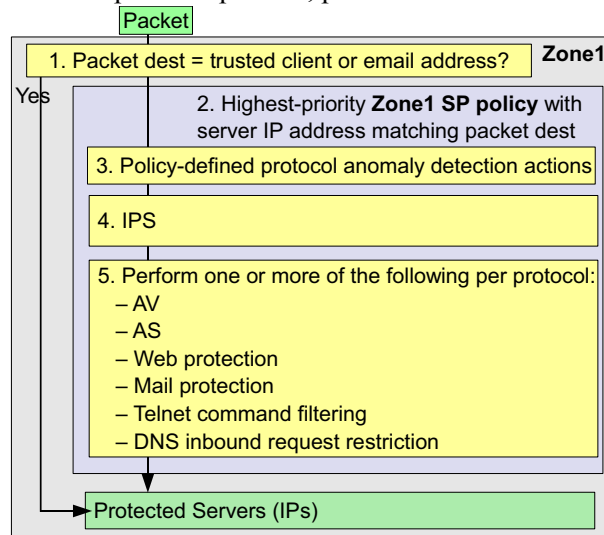 Packet
Zone1
1. Packet dest = trusted client or email address?
Yes
2. Highest-priority Zone1 SP policy with
server IP address matching packet dest
3. Policy-defined protocol anomaly detection actions
4. IPS
5. Perform one or more of the following per protocol:
– AV
– AS
– Web protection
– Mail protection
– Telnet command filtering
– DNS inbound request restriction
Protected Servers (IPs)